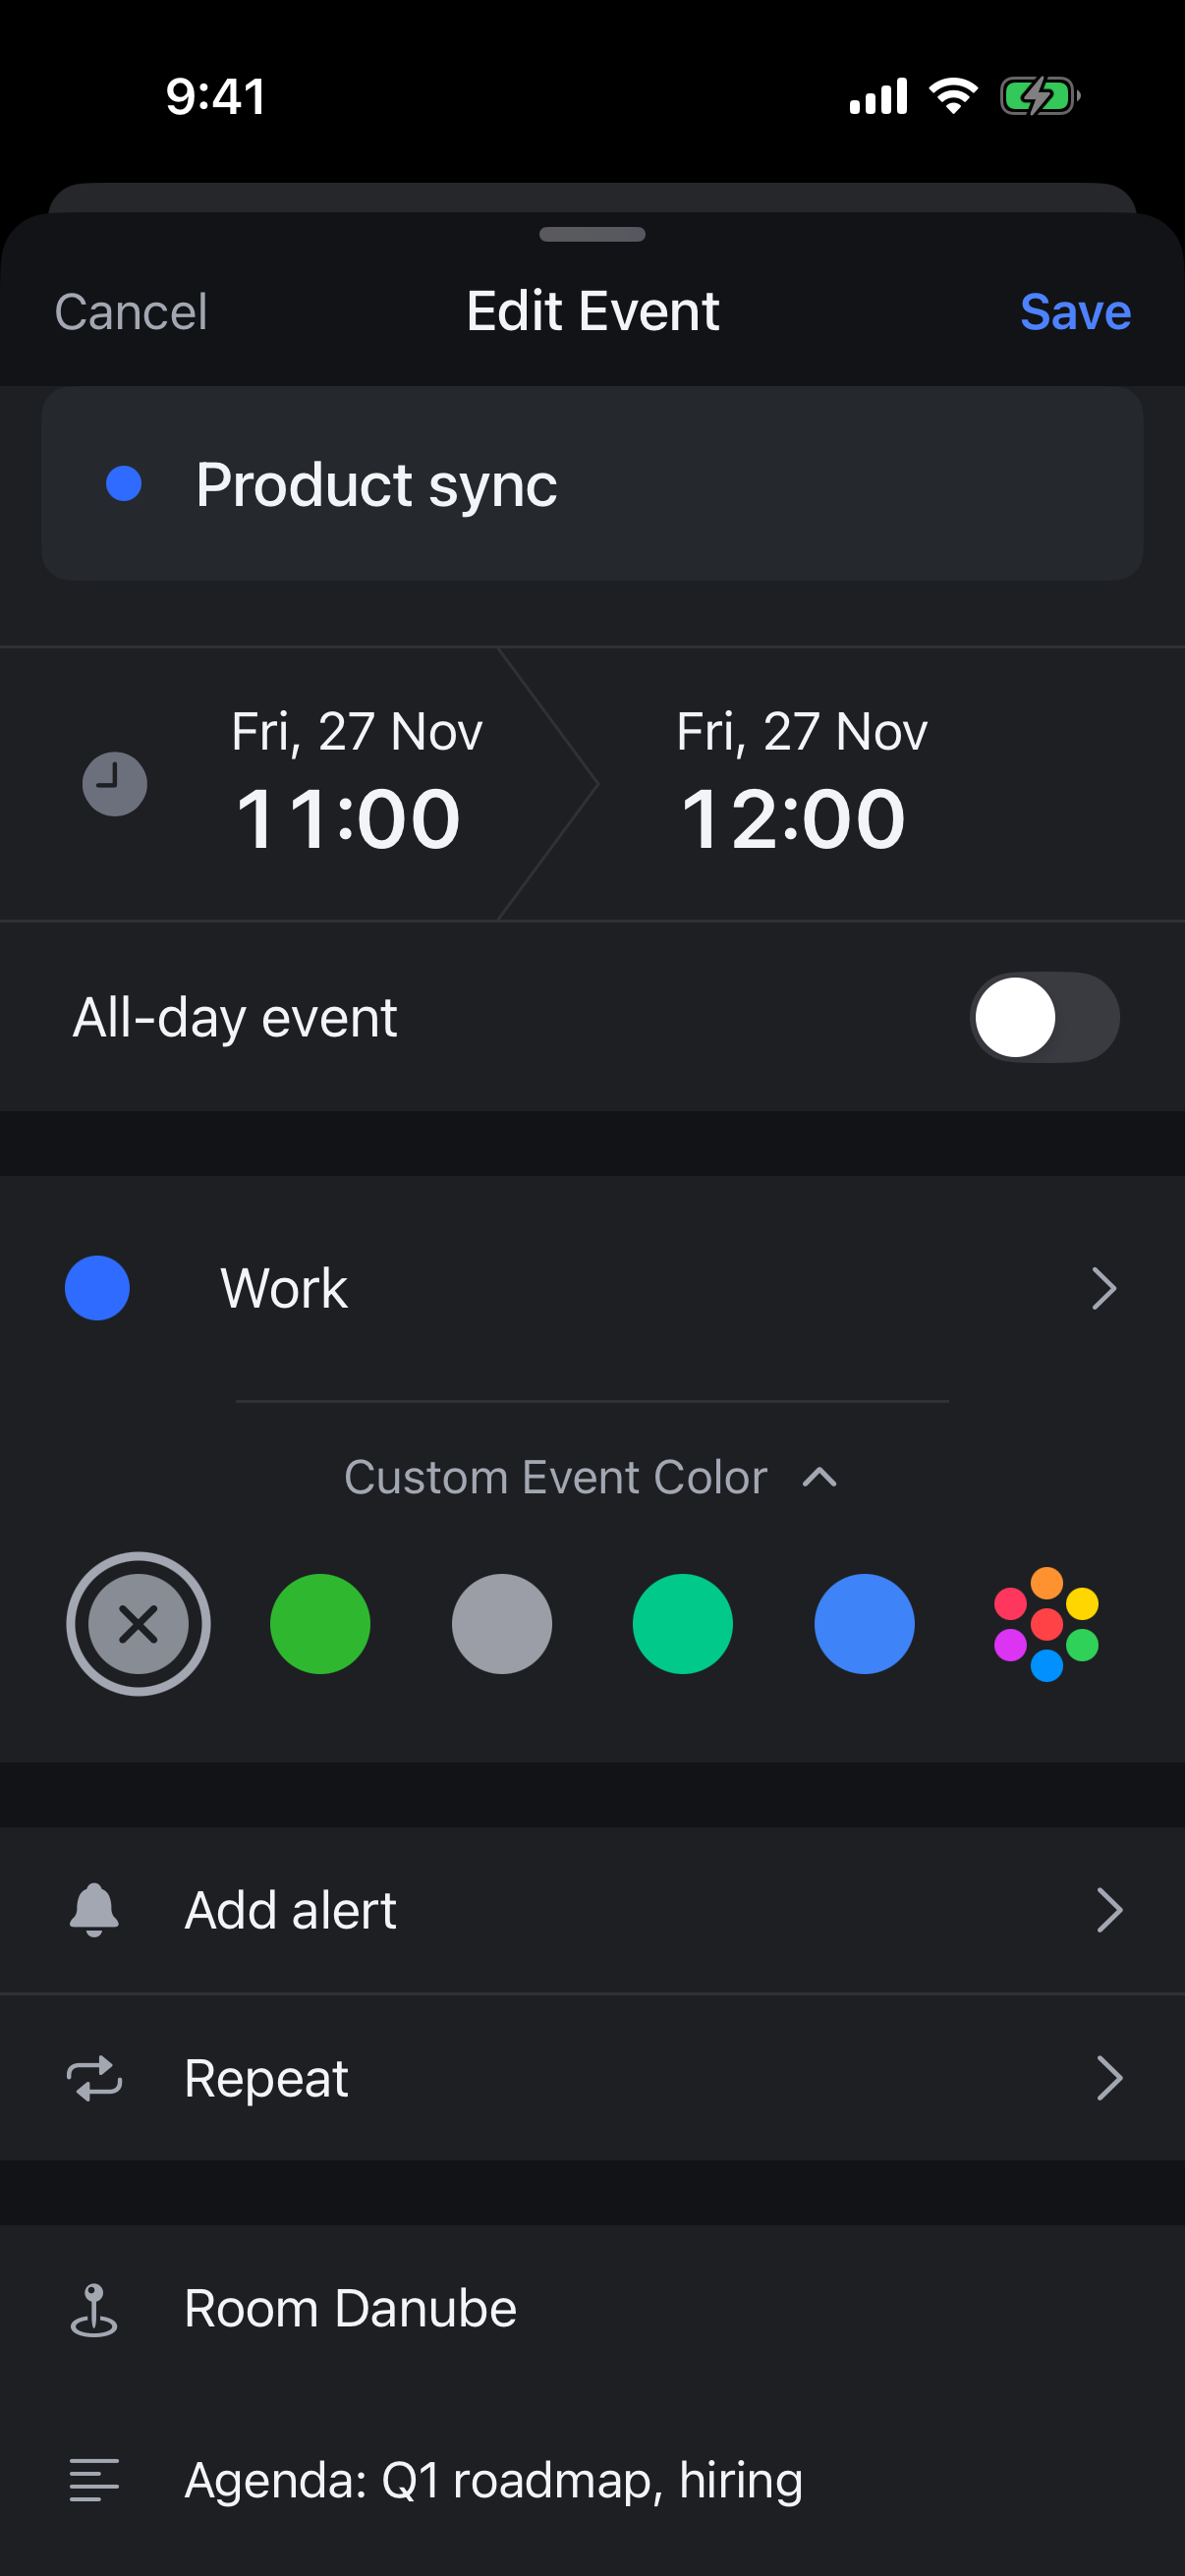 9:41
Cancel Edit Event Save
Product sync
Fri, 27 Nov Fri, 27 Nov
11:00 12:00
All-day event
Work
Custom Event Color
Add alert
Repeat
Room Danube
Agenda: Q1 roadmap, hiring